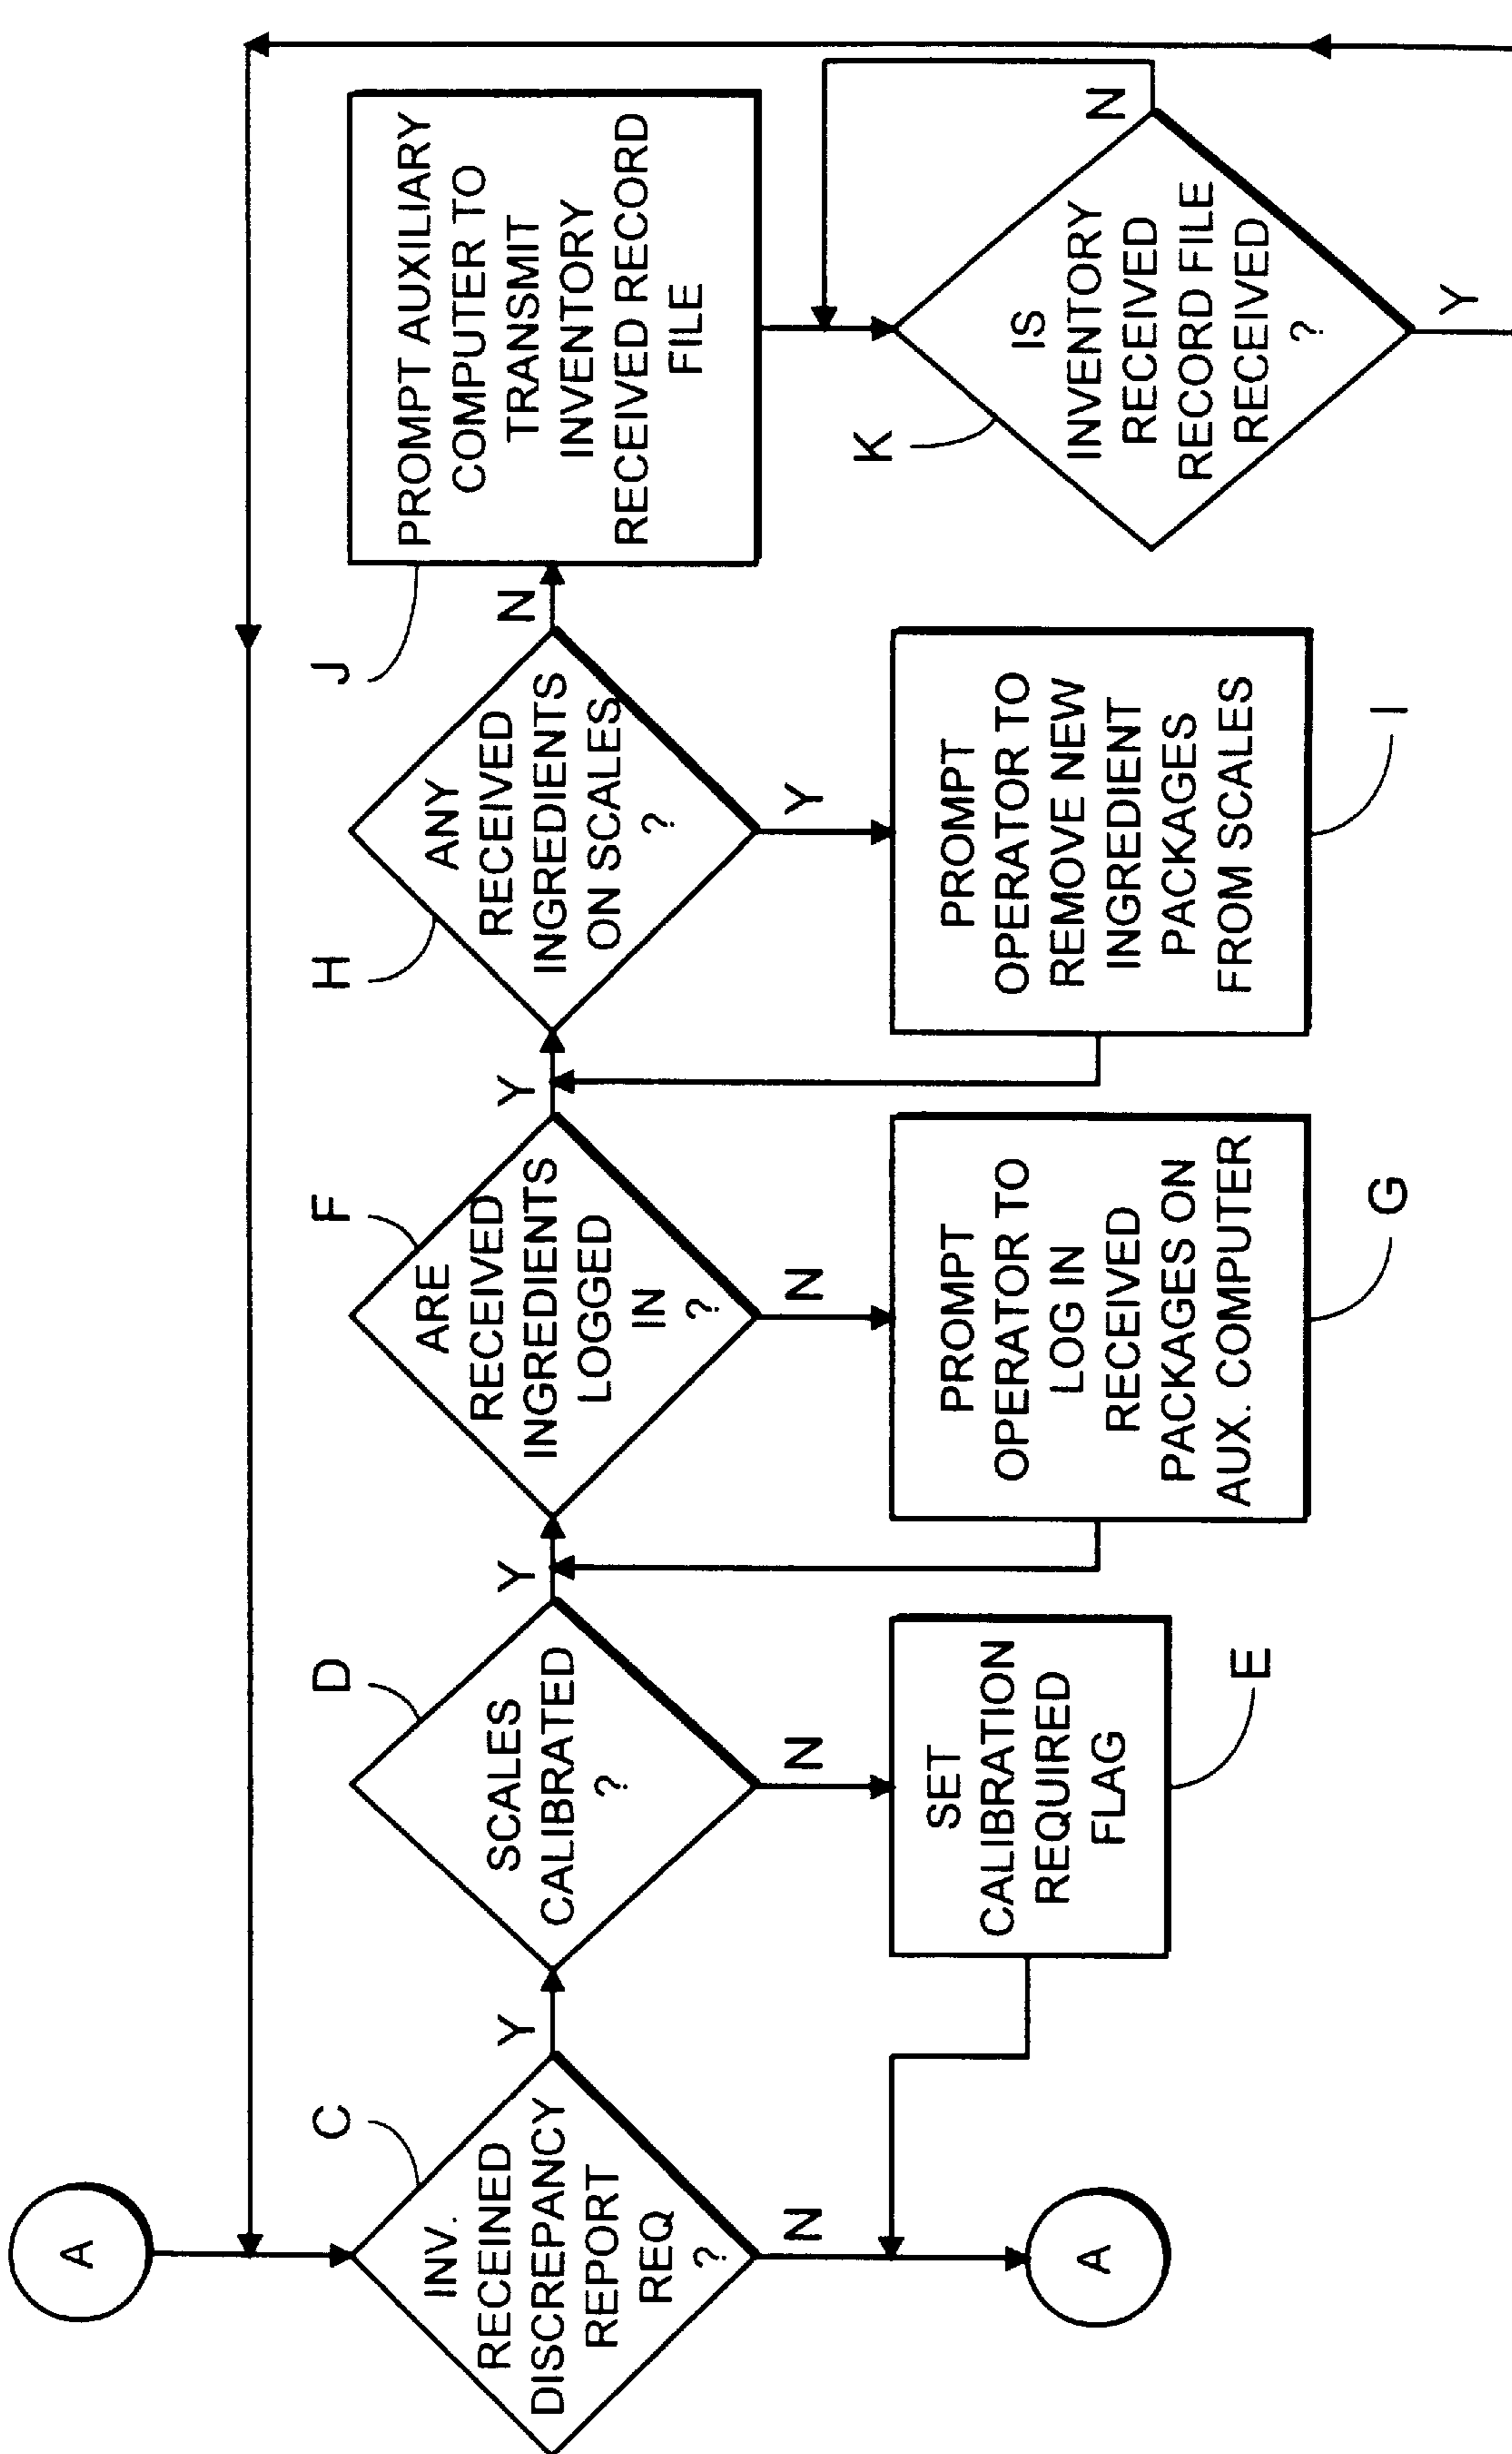 A
C
INV.
RECEINED
DISCREPANCY
REPORT
REQ
?
Y
N
A
D
SCALES
CALIBRATED
?
Y
N
SET
CALIBRATION
REQUIRED
FLAG
E
F
ARE
RECEIVED
INGREDIENTS
LOGGED
IN
?
Y
N
PROMPT
OPERATOR TO
LOG IN
RECEIVED
PACKAGES ON
AUX. COMPUTER
G
H
ANY
RECEIVED
INGREDIENTS
ON SCALES
?
N
Y
PROMPT
OPERATOR TO
REMOVE NEW
INGREDIENT
PACKAGES
FROM SCALES
I
J
PROMPT AUXILIARY
COMPUTER TO
TRANSMIT
INVENTORY
RECEIVED RECORD
FILE
K
IS
INVENTORY
RECEIVED
RECORD FILE
RECEIVED
?
N
Y